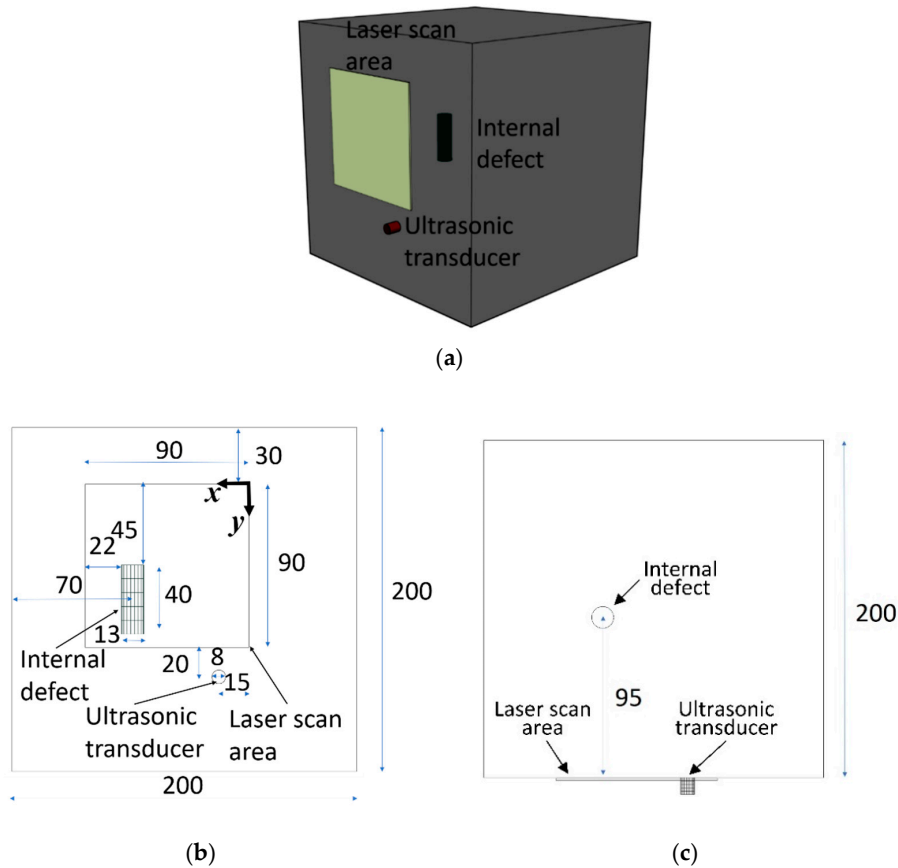 Laser scan
area
Internal
defect
Ultrasonic
transducer
(a)
90
30
x
y
45
22
90
70
40
200
13
20
8
15
Internal
defect
Ultrasonic
transducer
Laser scan
area
200
(b)
Internal
defect
200
95
Laser scan
area
Ultrasonic
transducer
(c)